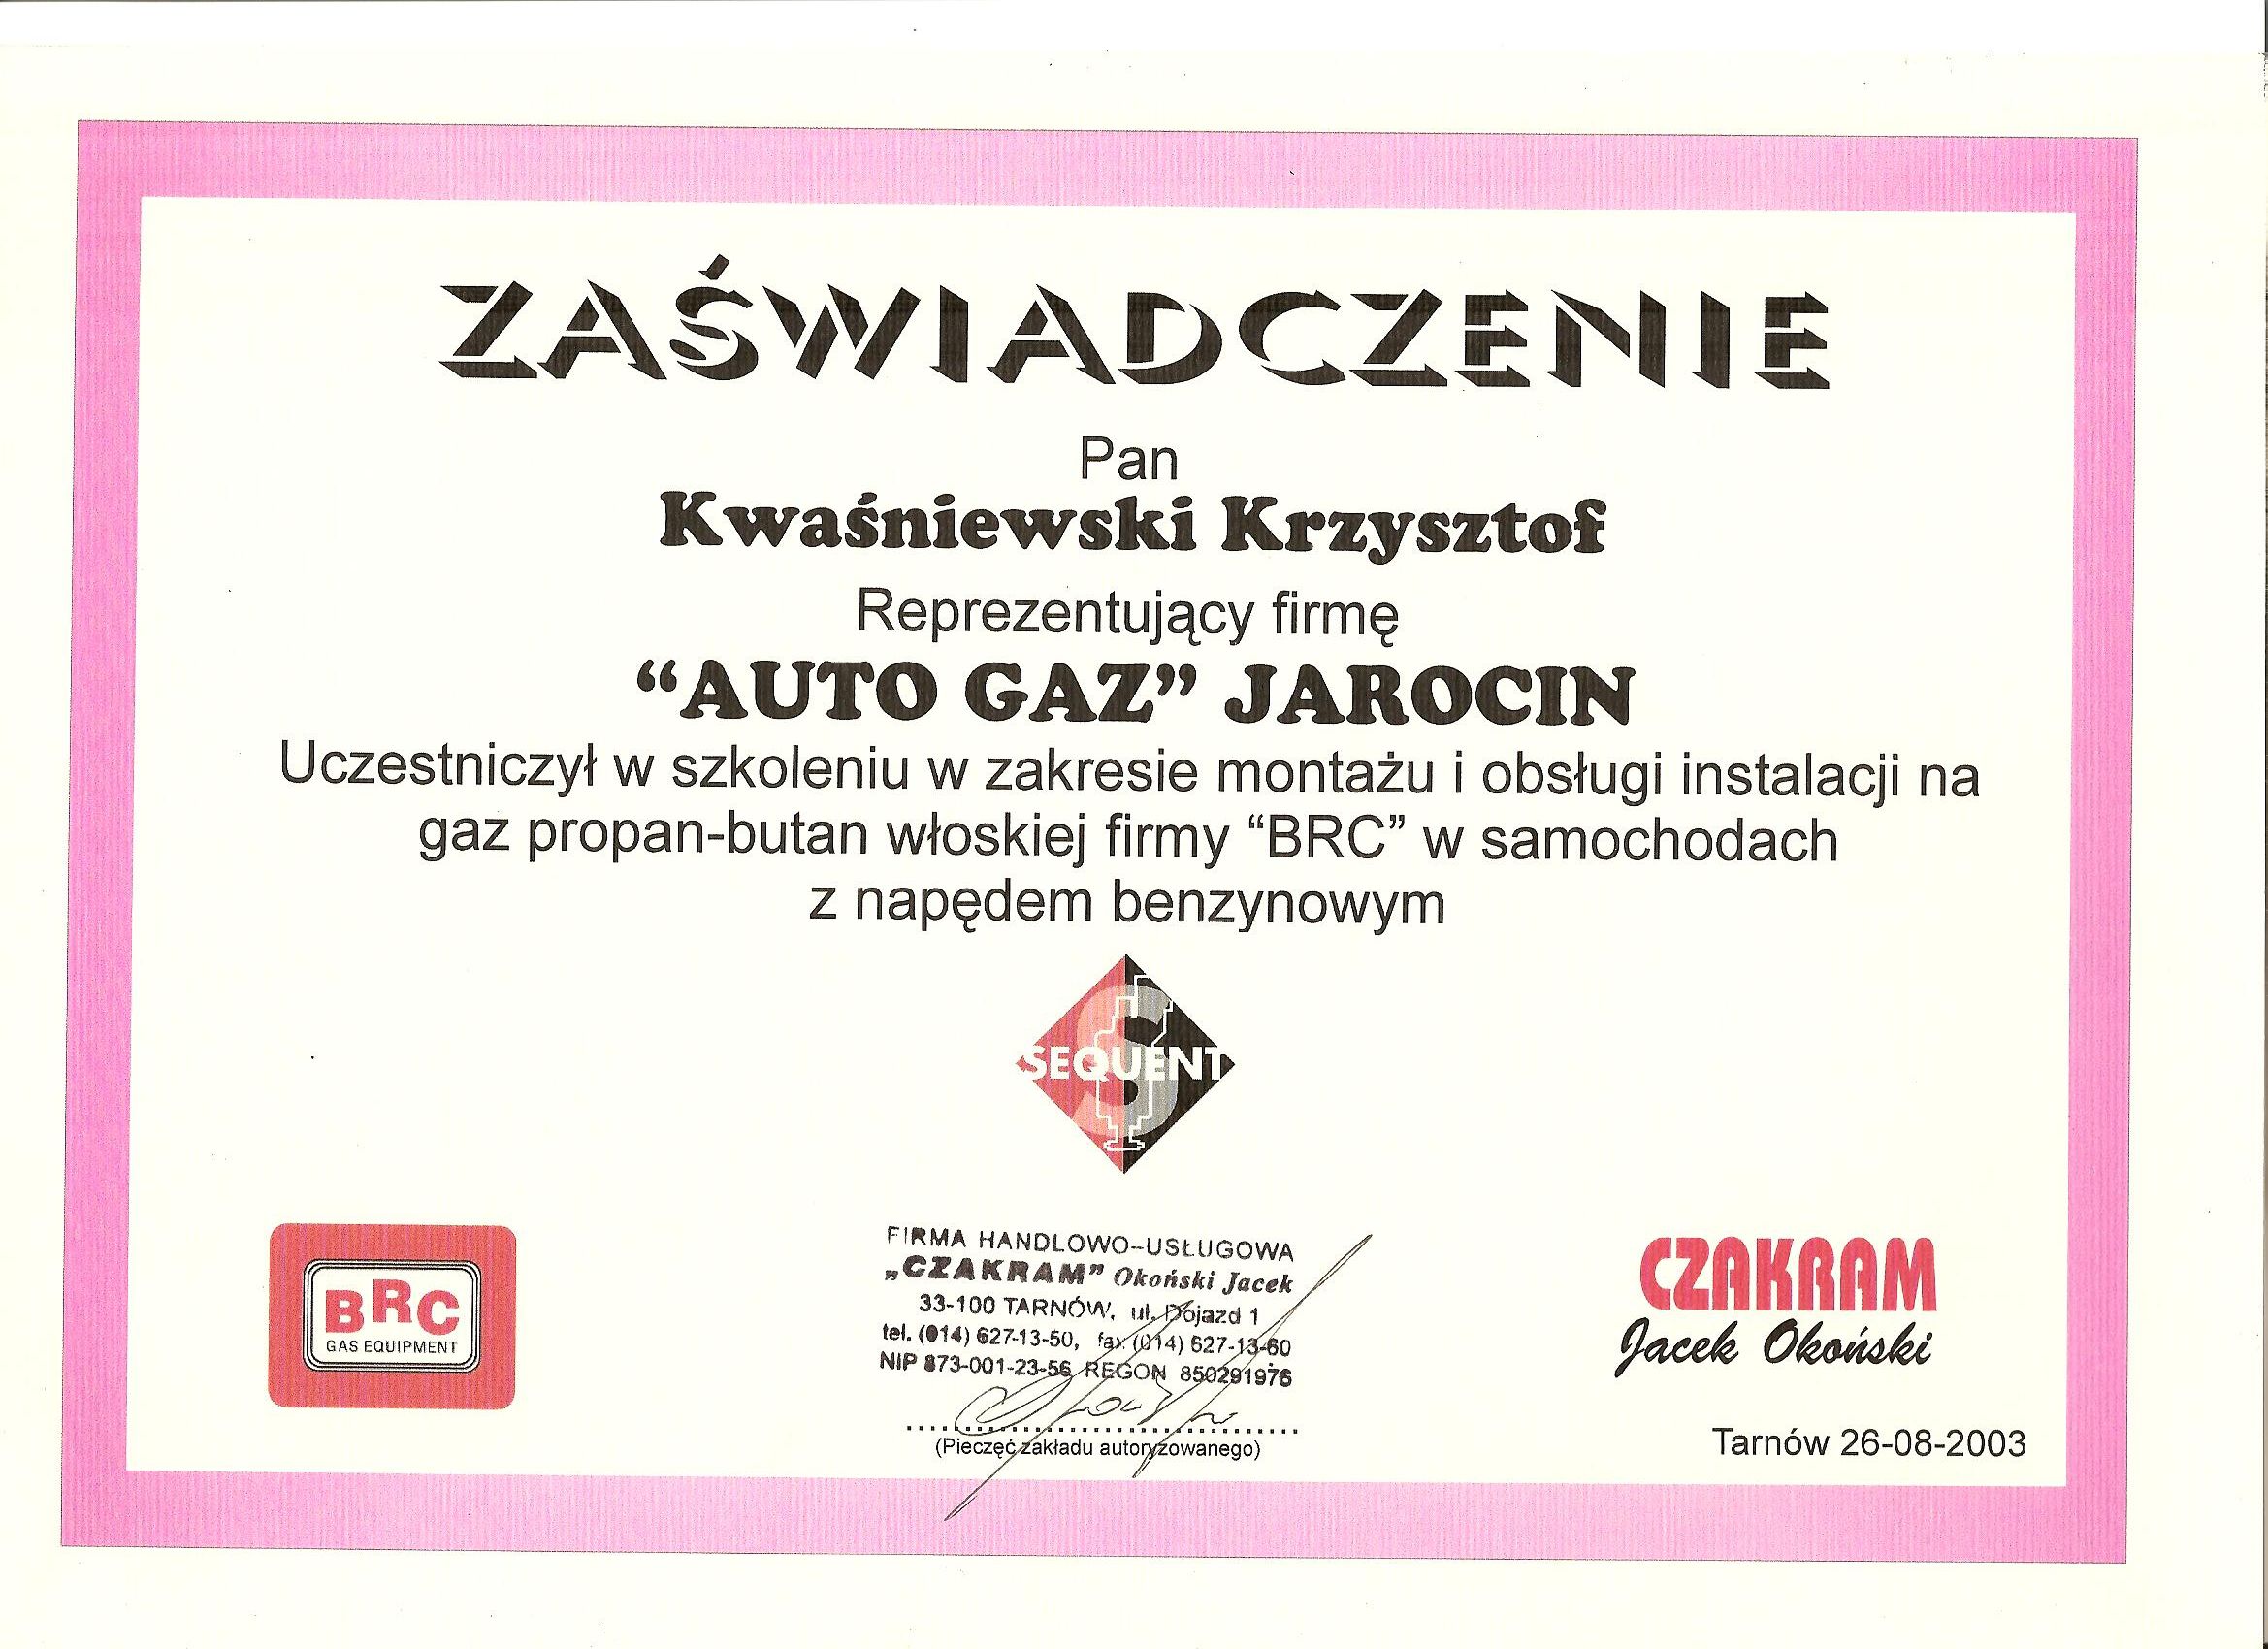 ZAŚWIADCZENIE
Pan
Kwaśniewski Krzysztof
Reprezentujący firmę
“AUTO GAZ” JAROCIN
Uczestniczył w szkoleniu w zakresie montażu i obsługi instalacji na
gaz propan-butan włoskiej firmy “BRC” w samochodach
z napędem benzynowym
SEQUENT
BRC
GAS EQUIPMENT
FIRMA HANDLOWO-USŁUGOWA
„CZAKRAM” Okoński Jacek
33-100 TARNÓW, ul. Dojazd 1
tel. (014) 627-13-50, fax (014) 627-13-60
NIP 873-001-23-56 REGON 850291976
(Pieczęć zakładu autoryzowanego)
CZAKRAM
Jacek Okoński
Tarnów 26-08-2003